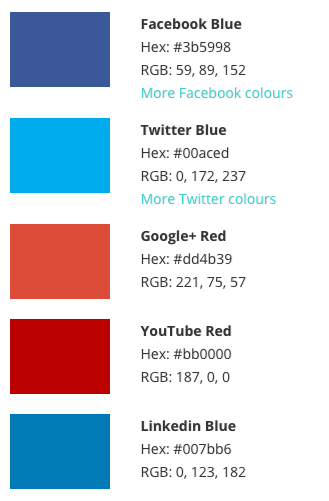 Facebook Blue
Hex: #3b5998
RGB: 59, 89, 152
More Facebook colours
Twitter Blue
Hex: #00aced
RGB: 0, 172, 237
More Twitter colours
Google+ Red
Hex: #dd4b39
RGB: 221, 75, 57
YouTube Red
Hex: #bb0000
RGB: 187, 0, 0
Linkedin Blue
Hex: #007bb6
RGB: 0, 123, 182